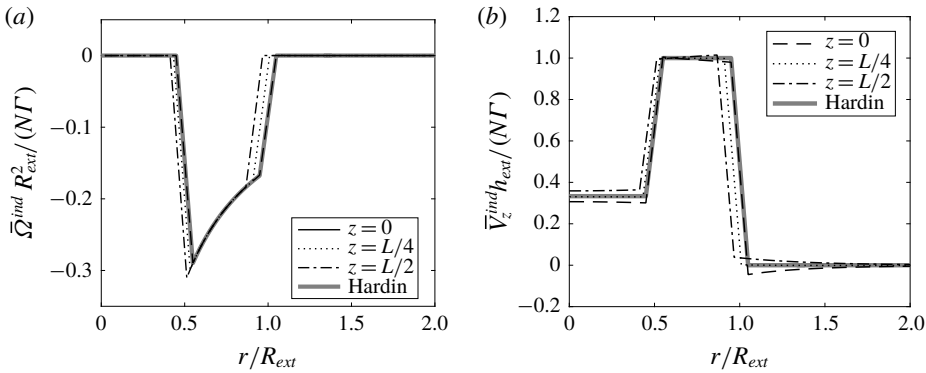 (a)
0
−0.1
−0.2
−0.3
Ω̄^ind R²_ext/(NΓ)
z = 0
z = L/4
z = L/2
Hardin
0 0.5 1.0 1.5 2.0
r/R_ext
(b)
1.2
1.0
0.8
0.6
0.4
0.2
0
−0.2
V̄_z^ind h_ext/(NΓ)
z = 0
z = L/4
z = L/2
Hardin
0 0.5 1.0 1.5 2.0
r/R_ext